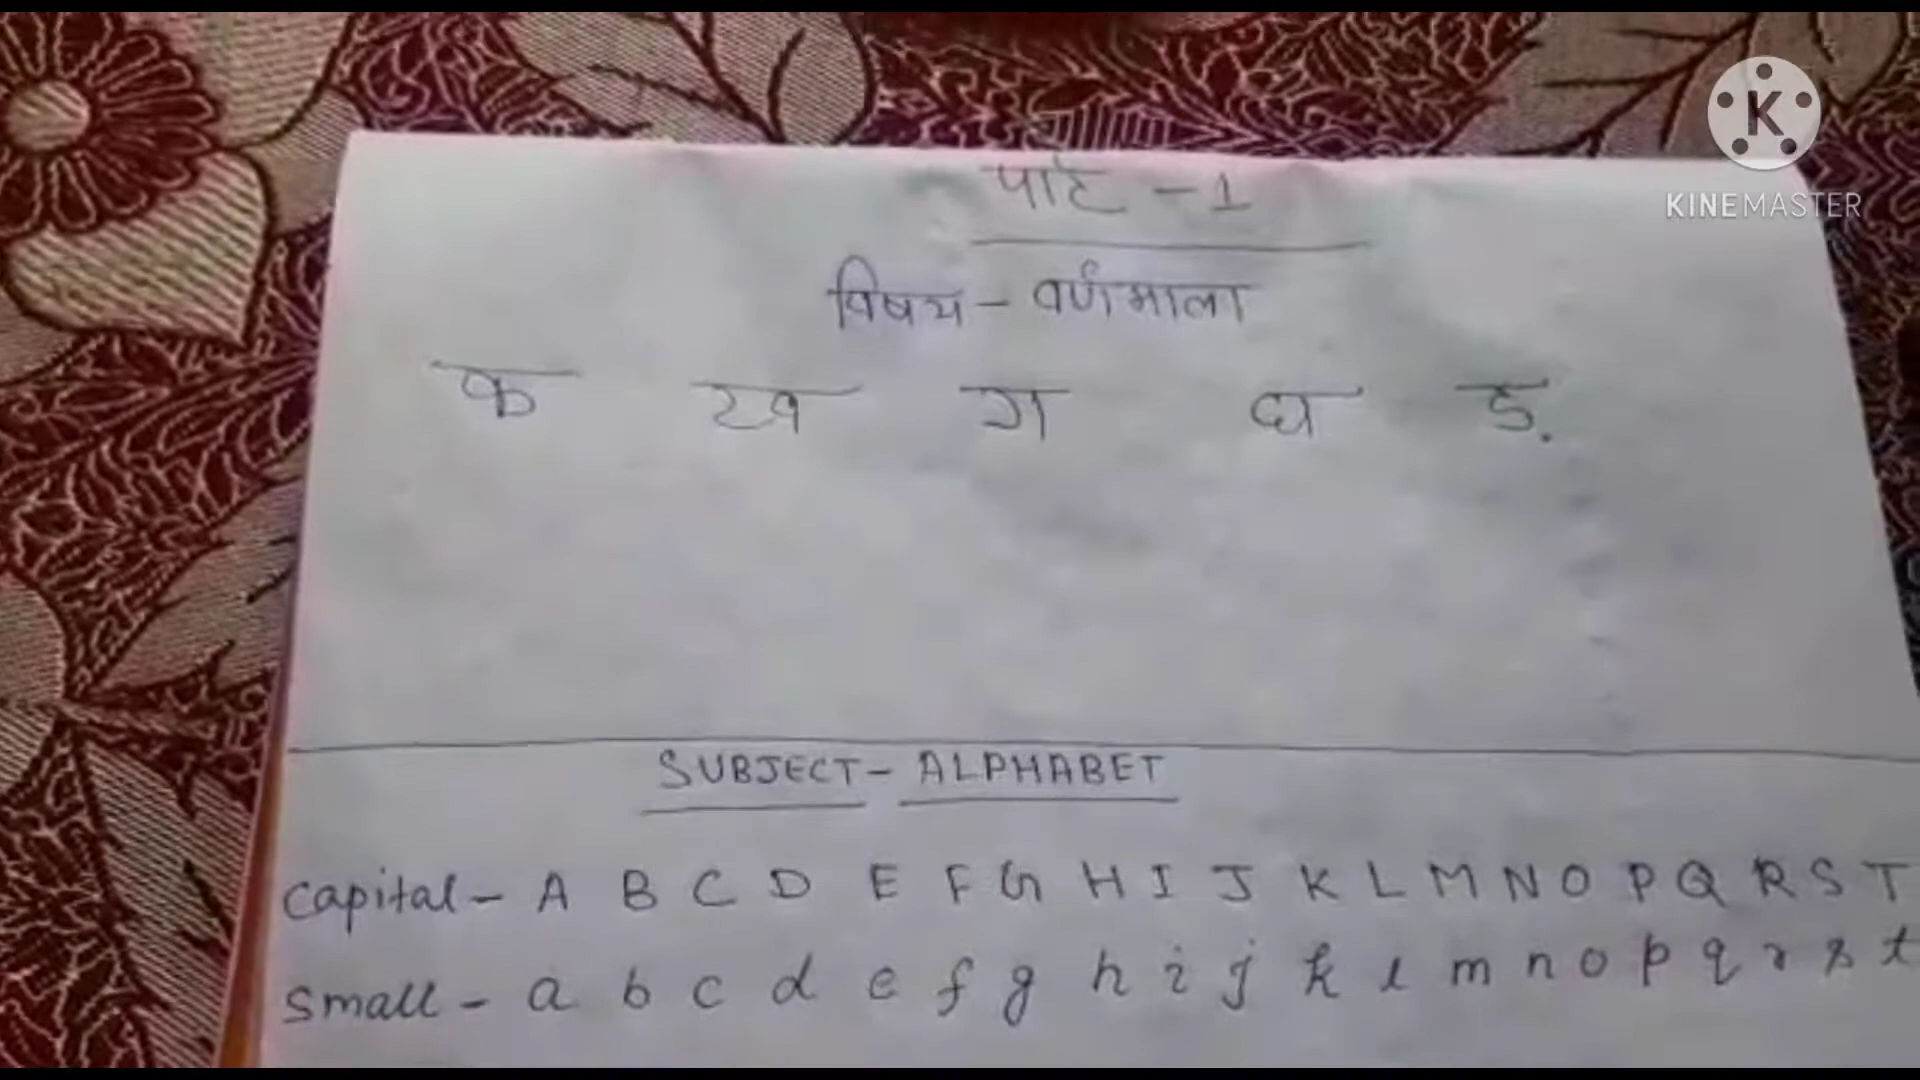 पाठ - 1
विषय - वर्णमाला
क ख ग घ ङ
SUBJECT - ALPHABET
Capital - A B C D E F G H I J K L M N O P Q R S T
Small - a b c d e f g h i j k l m n o p q r s t
K
KINEMASTER